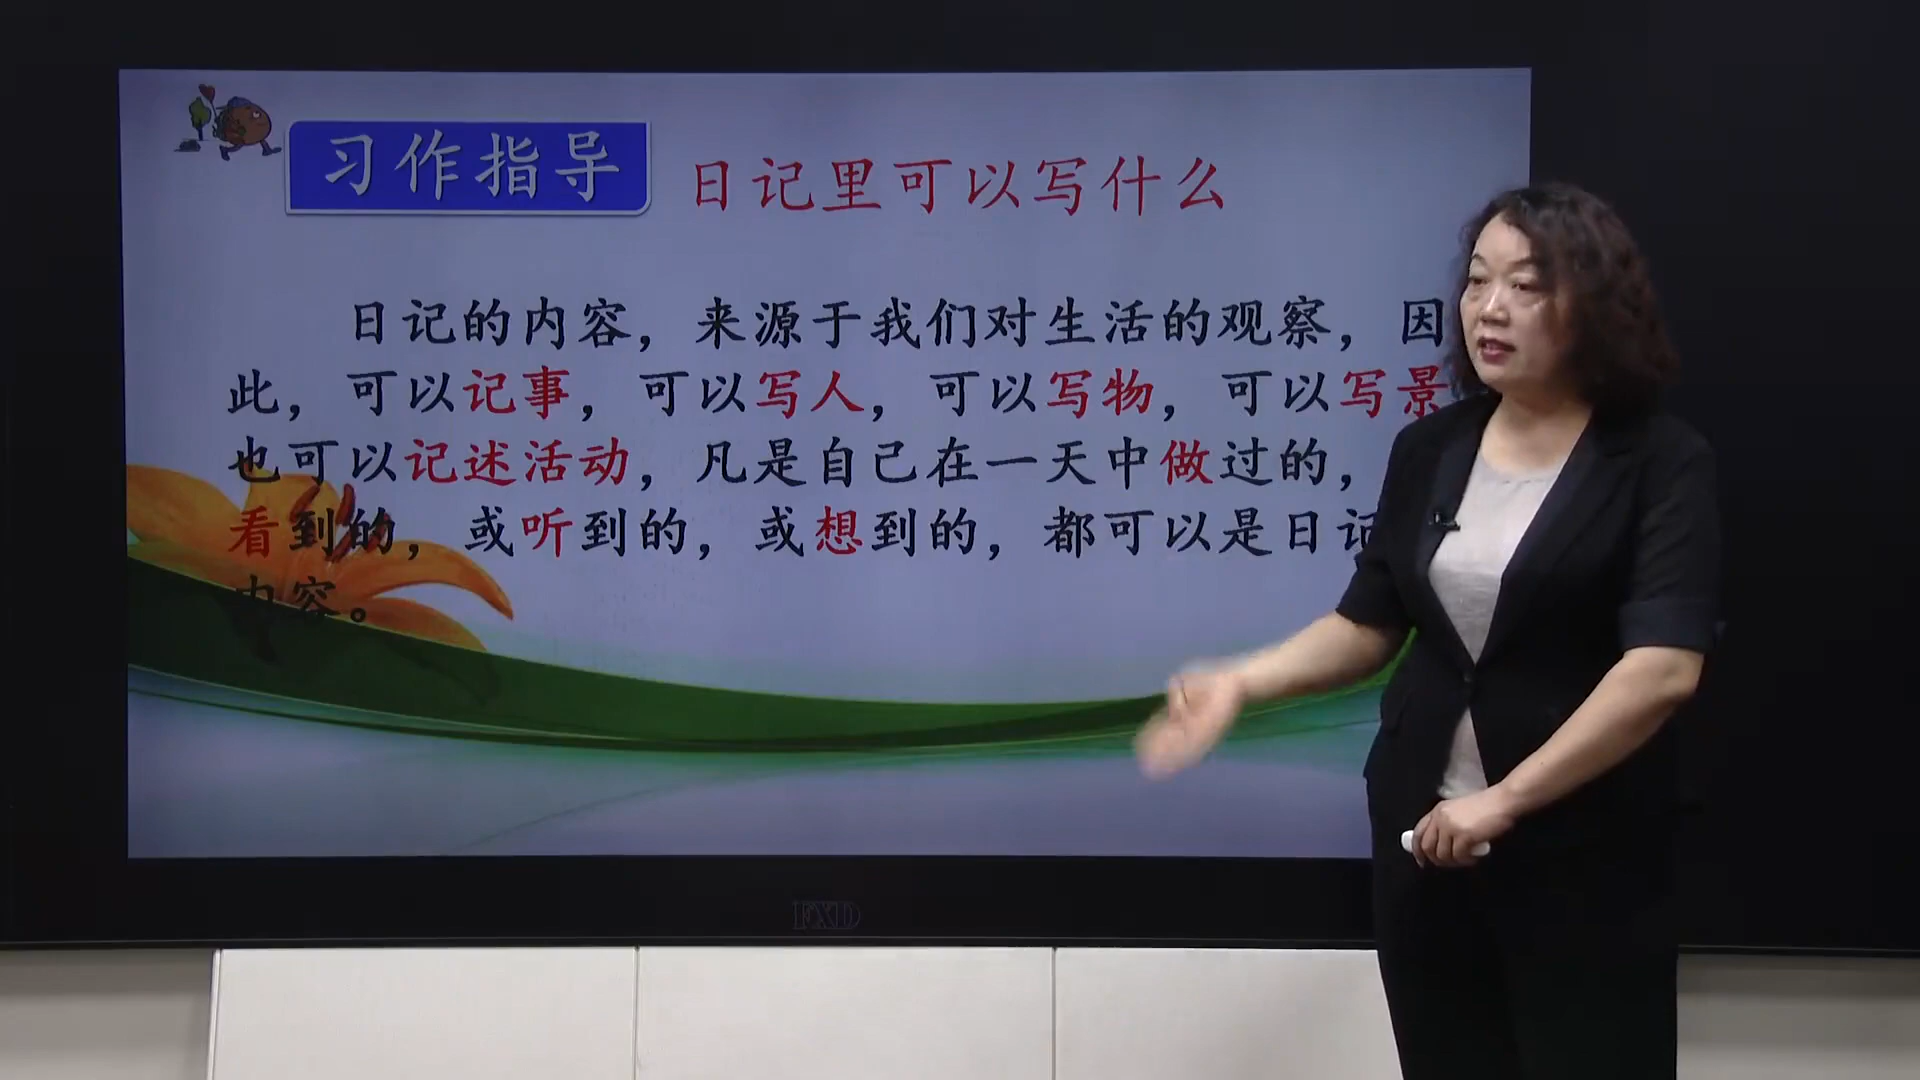 习作指导 日记里可以写什么
日记的内容，来源于我们对生活的观察，因
此，可以记事，可以写人，可以写物，可以写景
也可以记述活动，凡是自己在一天中做过的，
看到的，或听到的，或想到的，都可以是日记
内容。
FXD